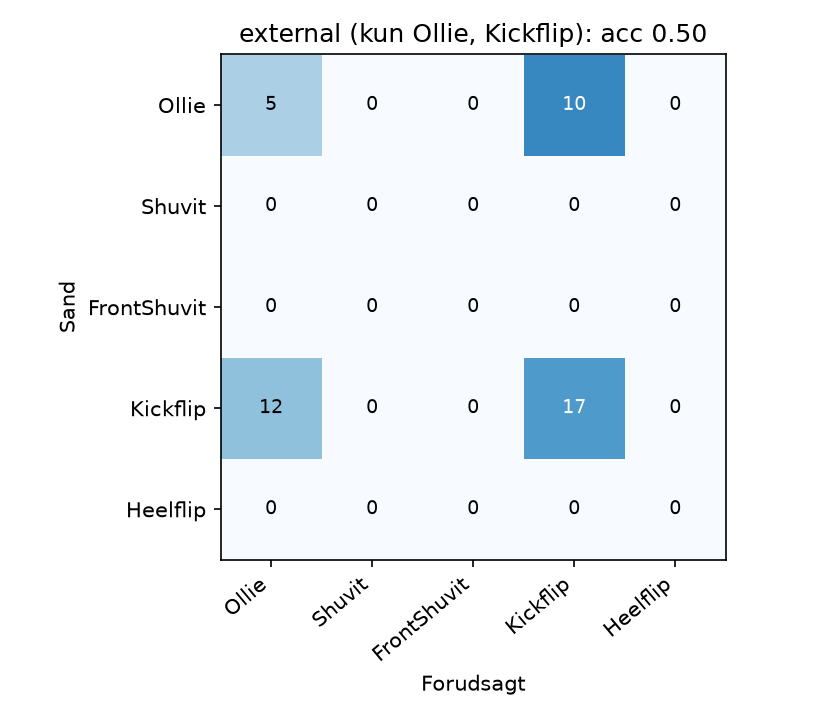 external (kun Ollie, Kickflip): acc 0.50
Ollie 5 0 0 10 0
Shuvit 0 0 0 0 0
FrontShuvit 0 0 0 0 0
Kickflip 12 0 0 17 0
Heelflip 0 0 0 0 0
Sand
Ollie Shuvit FrontShuvit Kickflip Heelflip
Forudsagt